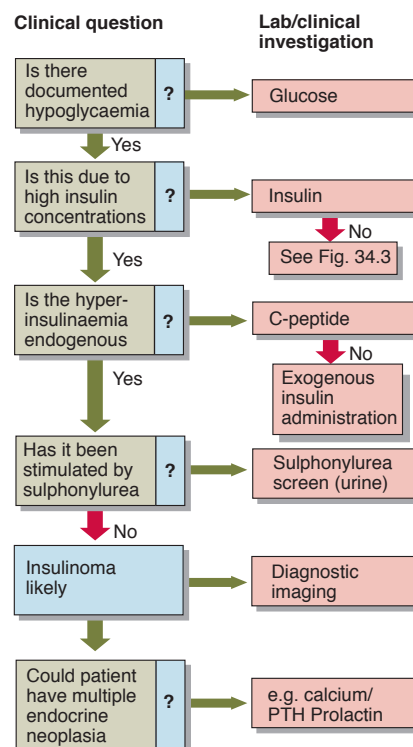 Clinical question
Lab/clinical
investigation
Is there
documented
hypoglycaemia
?
Glucose
Yes
Is this due to
high insulin
concentrations
?
Insulin
No
See Fig. 34.3
Yes
Is the hyper-
insulinaemia
endogenous
?
C-peptide
No
Exogenous
insulin
administration
Yes
Has it been
stimulated by
sulphonylurea
?
Sulphonylurea
screen (urine)
No
Insulinoma
likely
Diagnostic
imaging
Could patient
have multiple
endocrine
neoplasia
?
e.g. calcium/
PTH Prolactin